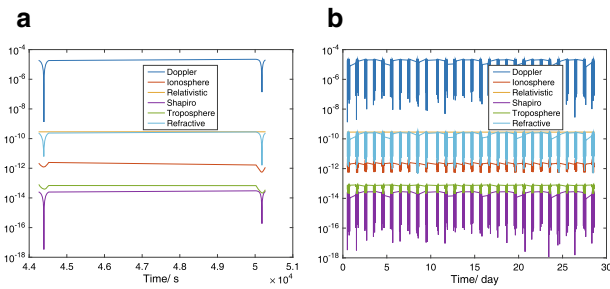 a
b
10-4
10-6
10-8
10-10
10-12
10-14
10-16
10-18
Doppler
Ionosphere
Relativistic
Shapiro
Troposphere
Refractive
4.4 4.5 4.6 4.7 4.8 4.9 5 5.1
Time/ s
× 10 4
10-4
10-6
10-8
10-10
10-12
10-14
10-16
10-18
Doppler
Ionosphere
Relativistic
Shapiro
Troposphere
Refractive
0 5 10 15 20 25 30
Time/ day